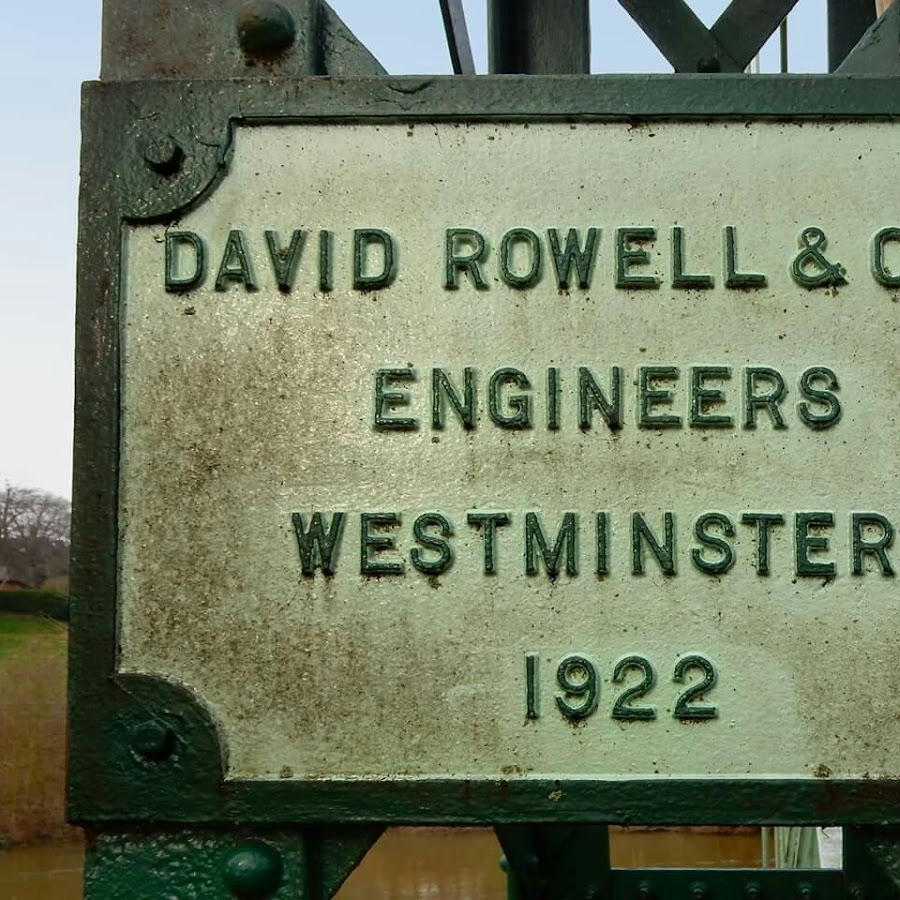 DAVID ROWELL & C
ENGINEERS
WESTMINSTER
1922